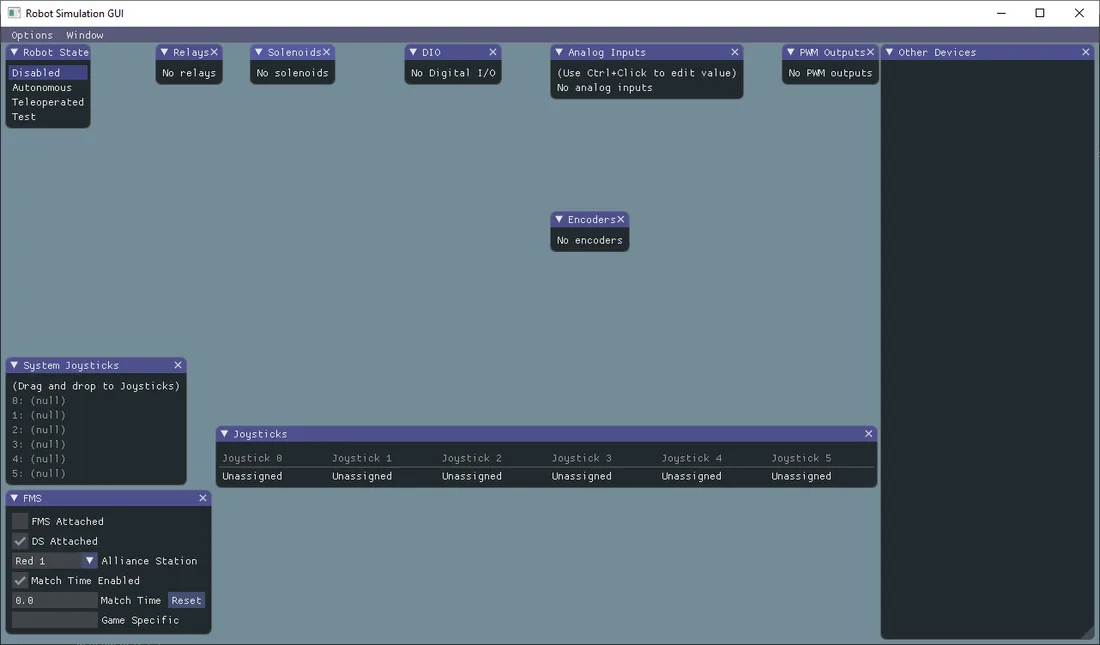 Robot Simulation GUI
Options Window
Robot State
Disabled
Autonomous
Teleoperated
Test
Relays
No relays
Solenoids
No solenoids
DIO
No Digital I/O
Analog Inputs
(Use Ctrl+Click to edit value)
No analog inputs
PWM Outputs
No PWM outputs
Other Devices
Encoders
No encoders
System Joysticks
(Drag and drop to Joysticks)
0: (null)
1: (null)
2: (null)
3: (null)
4: (null)
5: (null)
Joysticks
Joystick 0 Joystick 1 Joystick 2 Joystick 3 Joystick 4 Joystick 5
Unassigned Unassigned Unassigned Unassigned Unassigned Unassigned
FMS
FMS Attached
DS Attached
Red 1 Alliance Station
Match Time Enabled
0.0 Match Time Reset
Game Specific